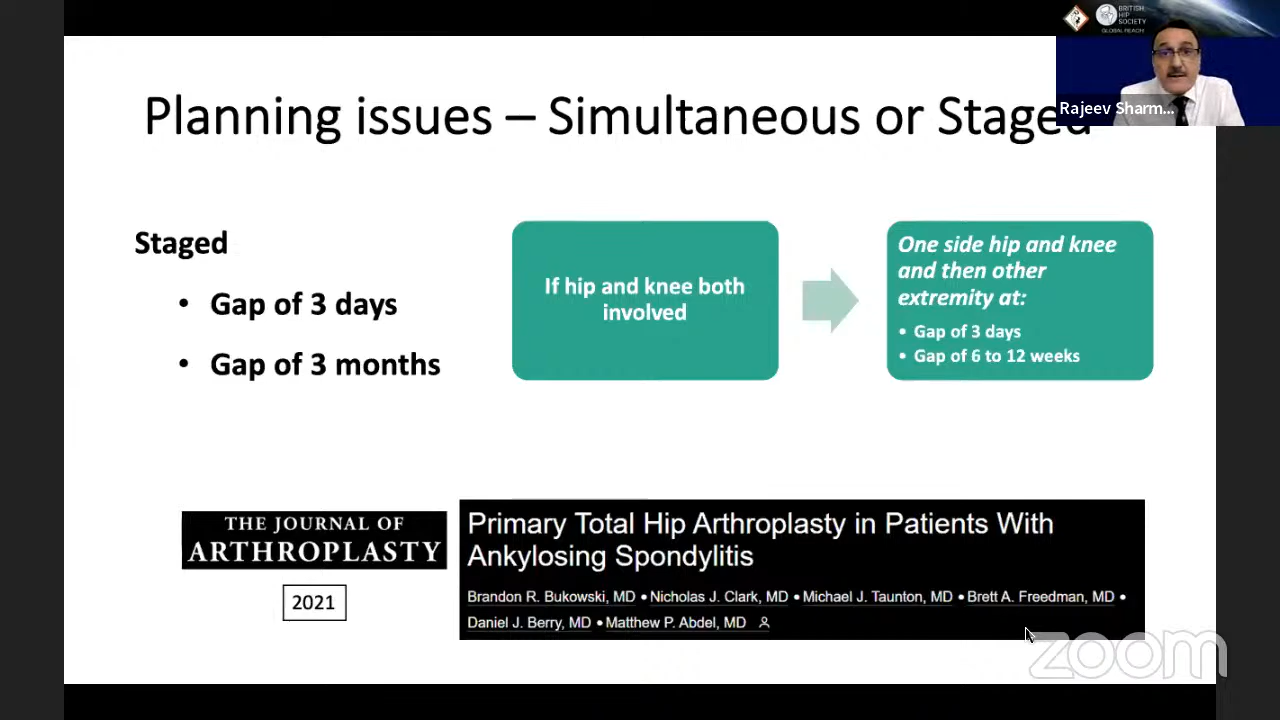 BRITISH
HIP
SOCIETY
GLOBAL REACH
Rajeev Sharm...
Planning issues – Simultaneous or Staged
Staged
• Gap of 3 days
• Gap of 3 months
If hip and knee both
involved
One side hip and knee
and then other
extremity at:
• Gap of 3 days
• Gap of 6 to 12 weeks
THE JOURNAL OF
ARTHROPLASTY
2021
Primary Total Hip Arthroplasty in Patients With
Ankylosing Spondylitis
Brandon R. Bukowski, MD • Nicholas J. Clark, MD • Michael J. Taunton, MD • Brett A. Freedman, MD •
Daniel J. Berry, MD • Matthew P. Abdel, MD
zoom